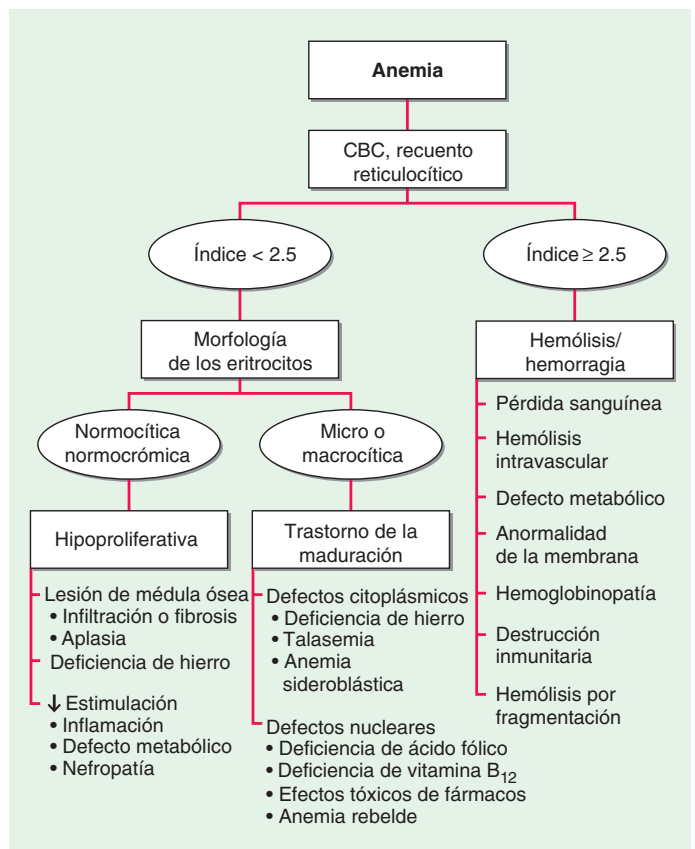 Anemia
CBC, recuento
reticulocítico
Índice < 2.5
Índice ≥ 2.5
Morfología
de los eritrocitos
Normocítica
normocrómica
Micro o
macrocítica
Hipoproliferativa
Lesión de médula ósea
• Infiltración o fibrosis
• Aplasia
Deficiencia de hierro
↓ Estimulación
• Inflamación
• Defecto metabólico
• Nefropatía
Trastorno de la
maduración
Defectos citoplásmicos
• Deficiencia de hierro
• Talasemia
• Anemia
sideroblástica
Defectos nucleares
• Deficiencia de ácido fólico
• Deficiencia de vitamina B12
• Efectos tóxicos de fármacos
• Anemia rebelde
Hemólisis/
hemorragia
Pérdida sanguínea
Hemólisis
intravascular
Defecto metabólico
Anormalidad
de la membrana
Hemoglobinopatía
Destrucción
inmunitaria
Hemólisis por
fragmentación